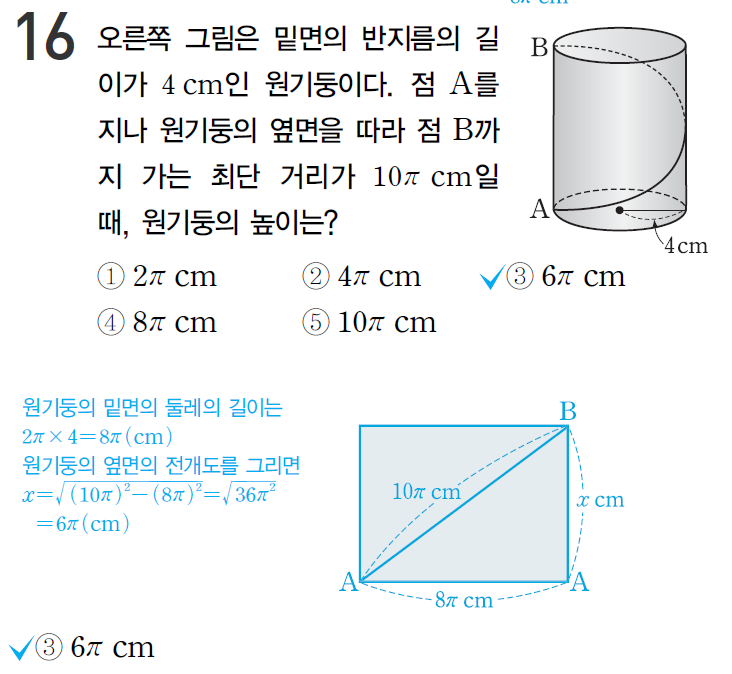 16 오른쪽 그림은 밑면의 반지름의 길
이가 4 cm인 원기둥이다. 점 A를
지나 원기둥의 옆면을 따라 점 B까
지 가는 최단 거리가 10π cm일
때, 원기둥의 높이는?
B
A
4 cm
① 2π cm ② 4π cm ③ 6π cm
④ 8π cm ⑤ 10π cm
원기둥의 밑면의 둘레의 길이는
2π×4=8π(cm)
원기둥의 옆면의 전개도를 그리면
x=√((10π)²-(8π)²)=√(36π²)
=6π(cm)
B
10π cm
x cm
A
A
8π cm
③ 6π cm